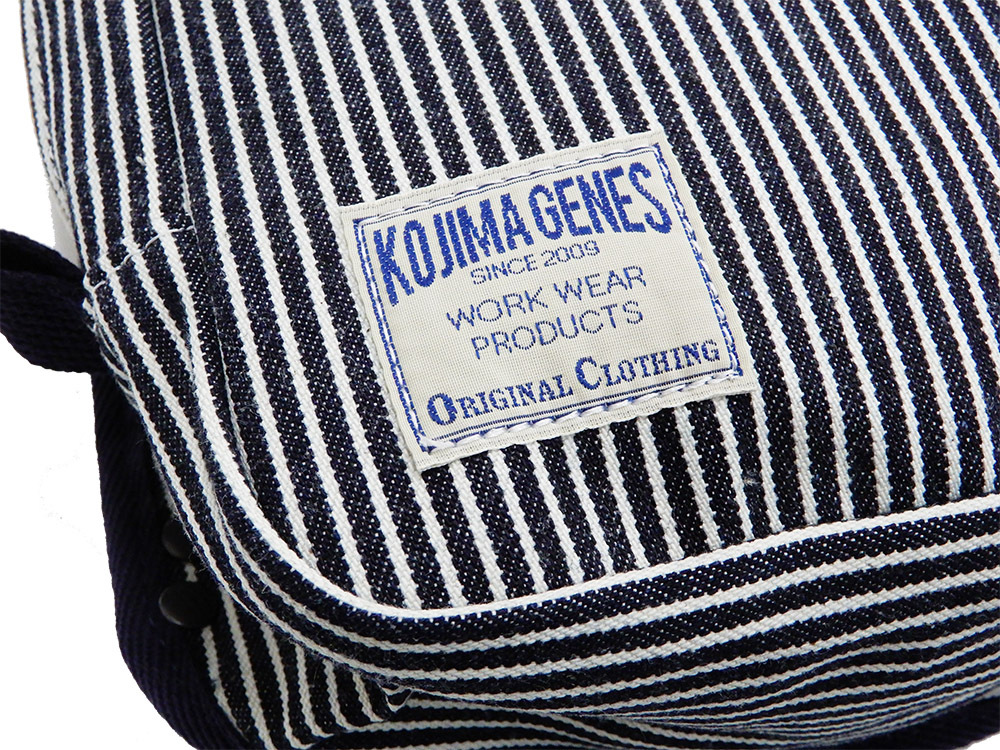 KOJIMA GENES
SINCE 2009
WORK WEAR
PRODUCTS
ORIGINAL CLOTHING